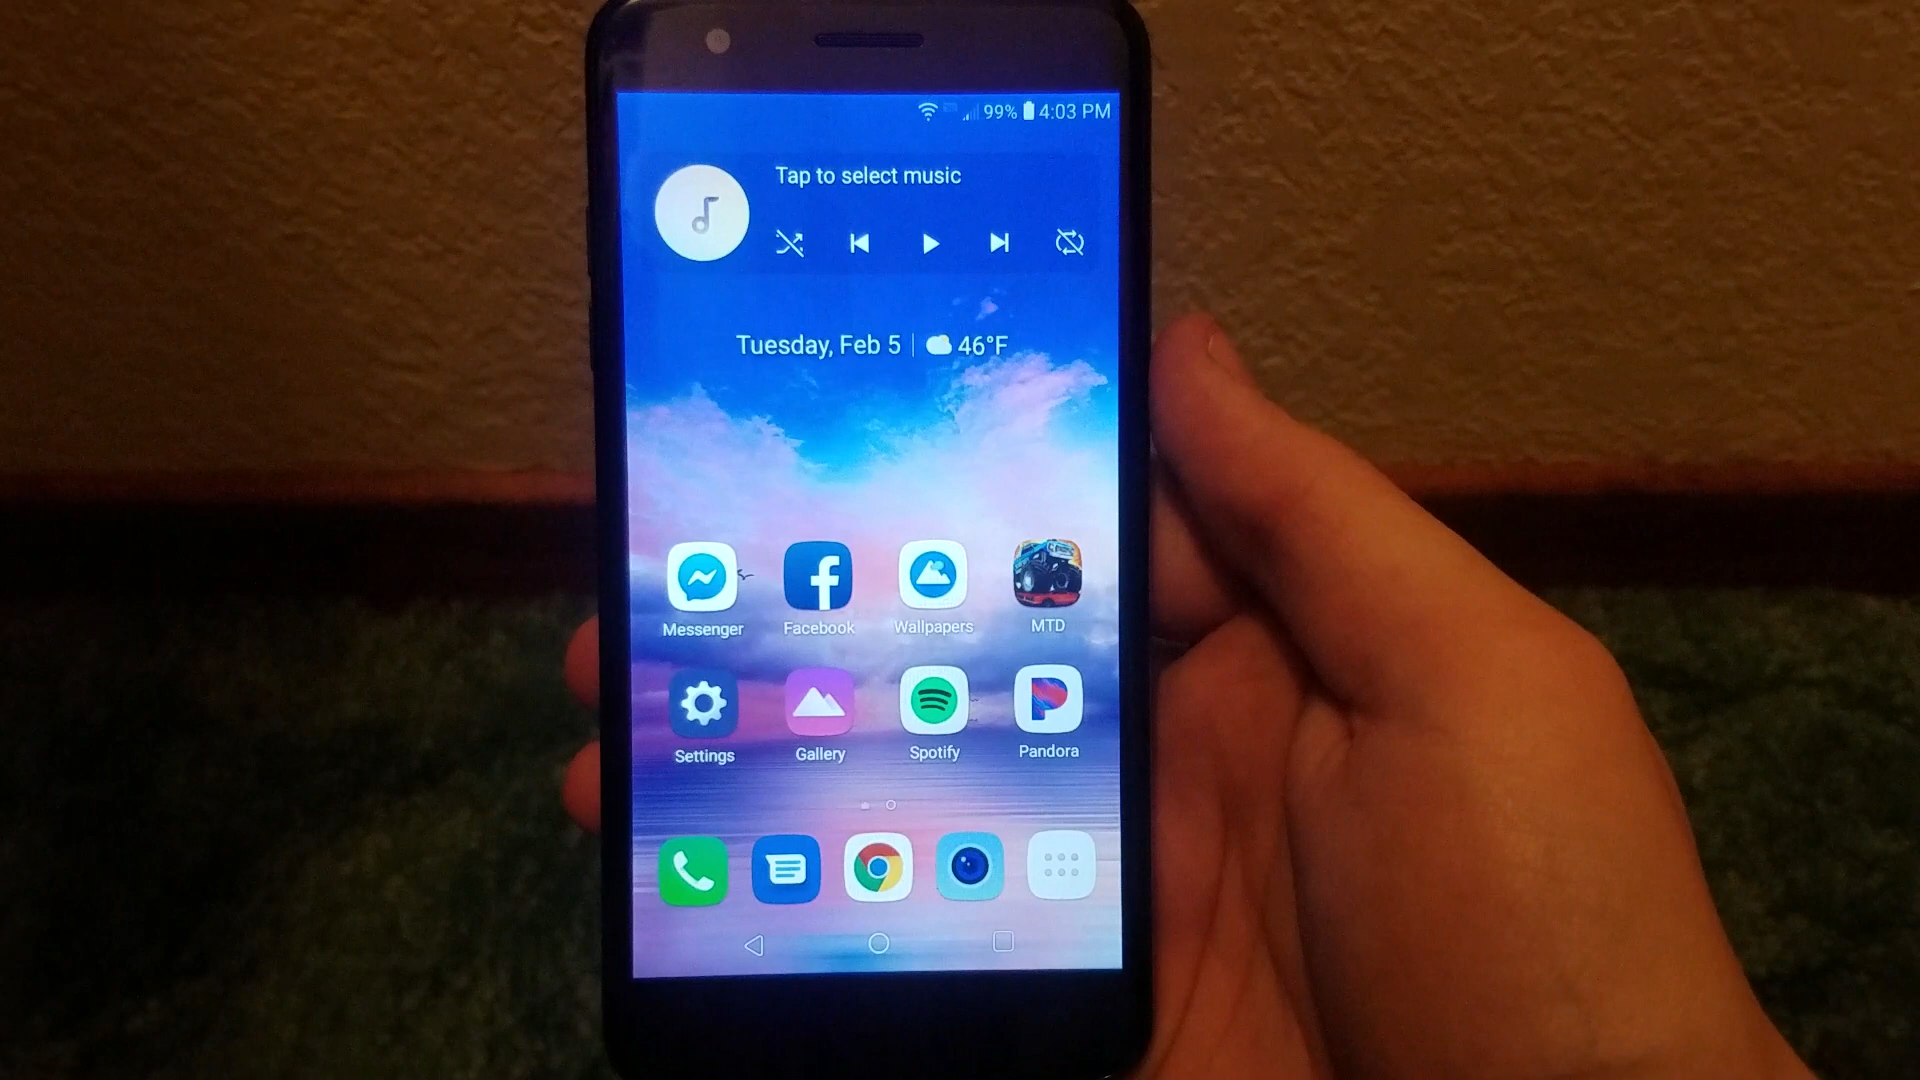 99% 4:03 PM
Tap to select music
Tuesday, Feb 5 | 46°F
Messenger Facebook Wallpapers MTD
Settings Gallery Spotify Pandora